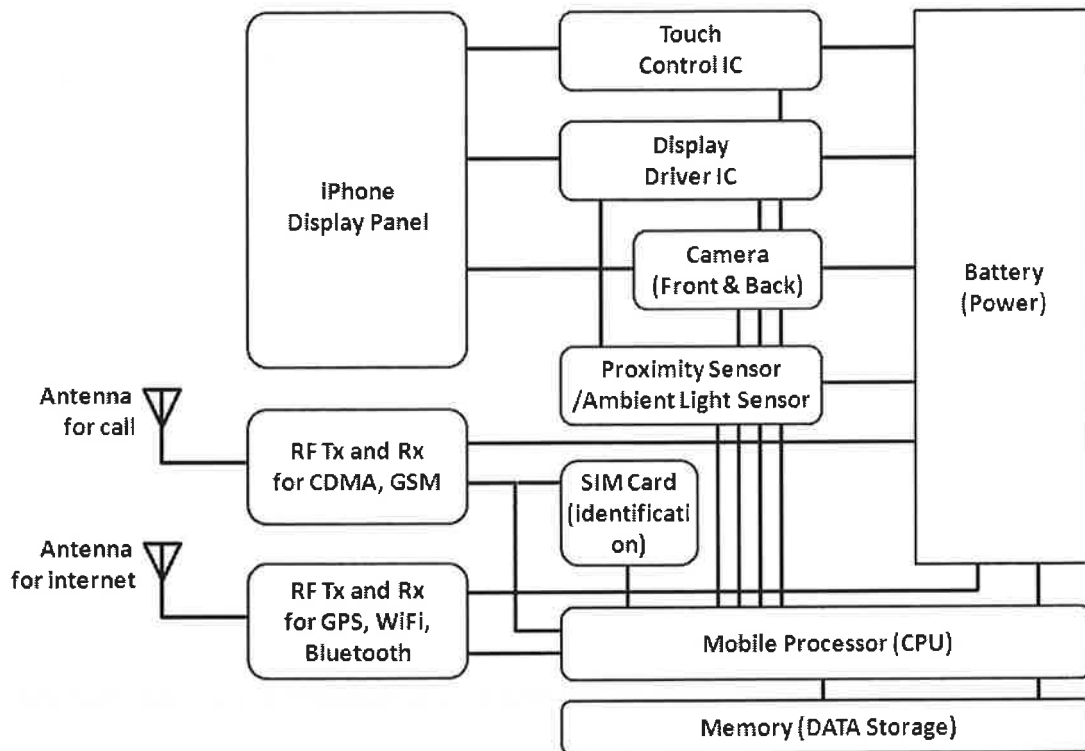 Touch
Control IC
Display
Driver IC
iPhone
Display Panel
Camera
(Front & Back)
Battery
(Power)
Proximity Sensor
/Ambient Light Sensor
Antenna
for call
RF Tx and Rx
for CDMA, GSM
SIM Card
(identificati
on)
Antenna
for internet
RF Tx and Rx
for GPS, WiFi,
Bluetooth
Mobile Processor (CPU)
Memory (DATA Storage)